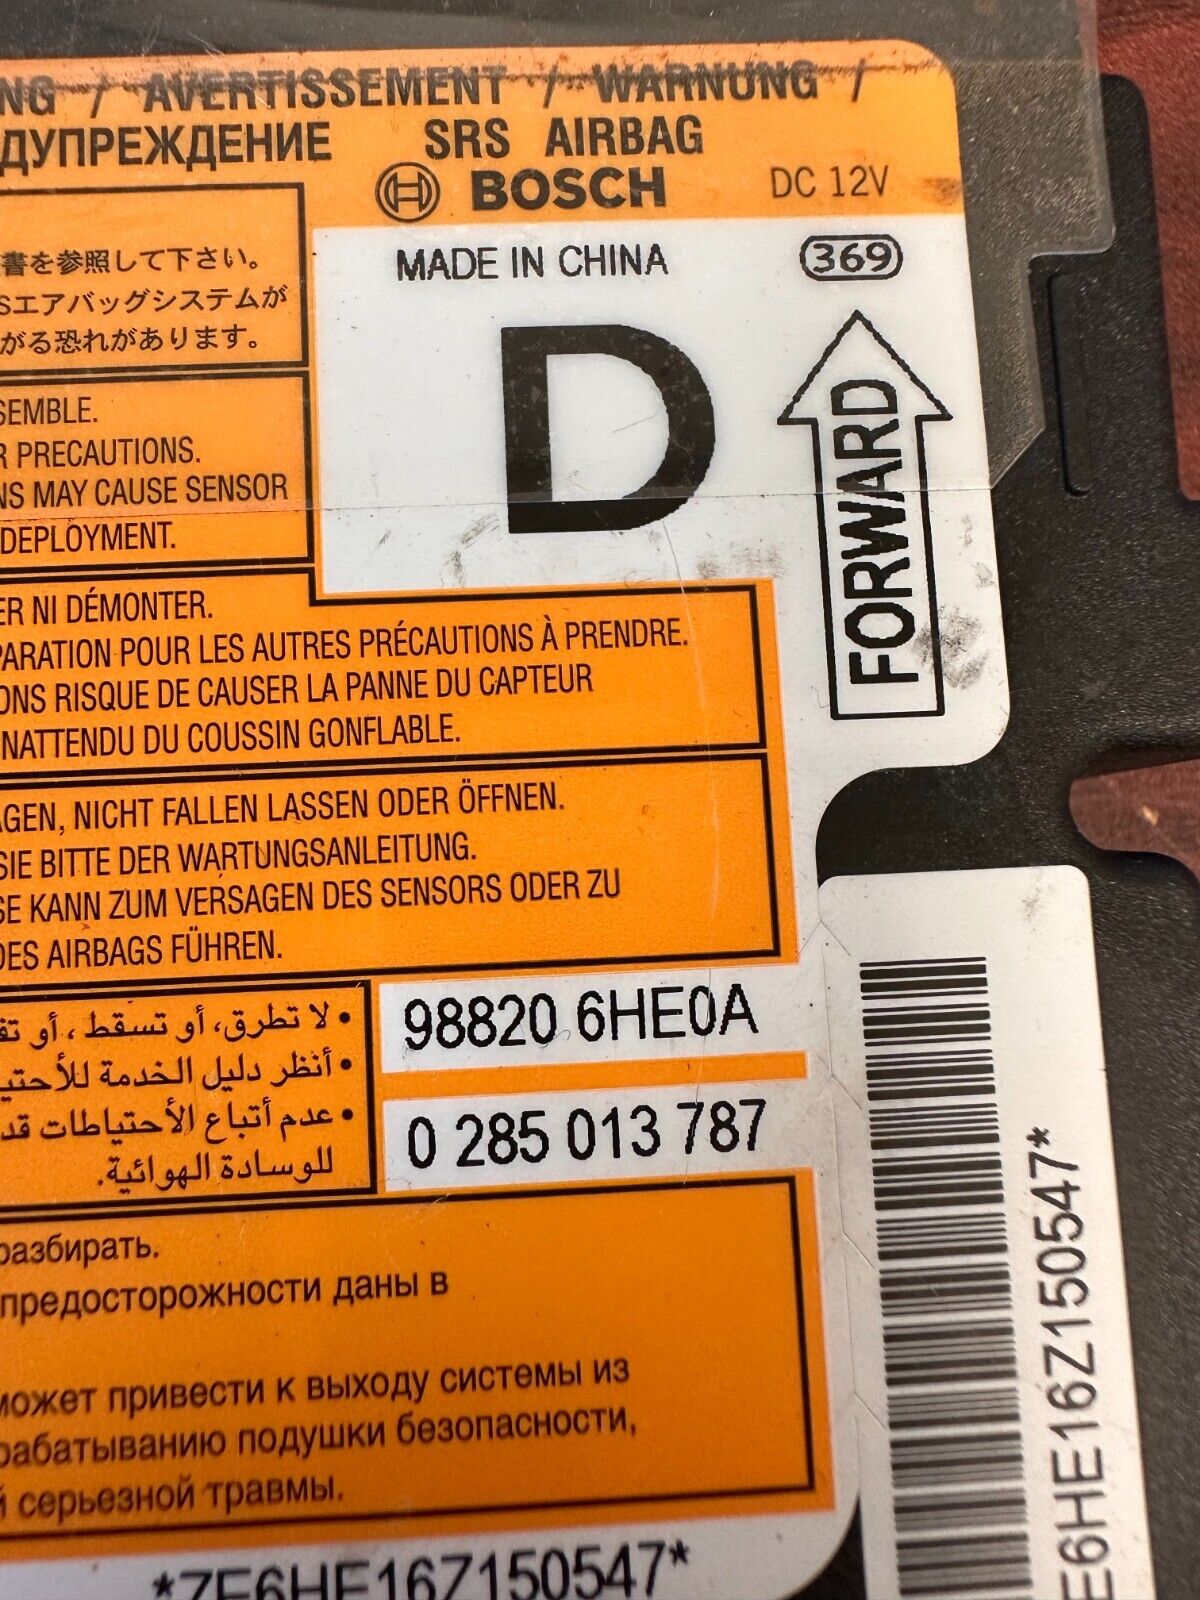 NG / AVERTISSEMENT / WARNUNG /
ДУПРЕЖДЕНИЕ SRS AIRBAG
BOSCH DC 12V
書を参照して下さい。
Sエアバッグシステムが
がる恐れがあります。
MADE IN CHINA 369
D
FORWARD
SEMBLE.
R PRECAUTIONS.
NS MAY CAUSE SENSOR
DEPLOYMENT.
ER NI DÉMONTER.
PARATION POUR LES AUTRES PRÉCAUTIONS À PRENDRE.
ONS RISQUE DE CAUSER LA PANNE DU CAPTEUR
NATTENDU DU COUSSIN GONFLABLE.
AGEN, NICHT FALLEN LASSEN ODER ÖFFNEN.
SIE BITTE DER WARTUNGSANLEITUNG.
SE KANN ZUM VERSAGEN DES SENSORS ODER ZU
DES AIRBAGS FÜHREN.
• لا تطرق، أو تسقط ، أو تف
• أنظر دليل الخدمة للأحتي
• عدم أتباع الأحتياطات قد
للوسادة الهوائية.
98820 6HE0A
0 285 013 787
разбирать.
предосторожности даны в
может привести к выходу системы из
рабатыванию подушки безопасности,
й серьезной травмы.
*ZE6HE16Z150547*
E6HE16Z150547*